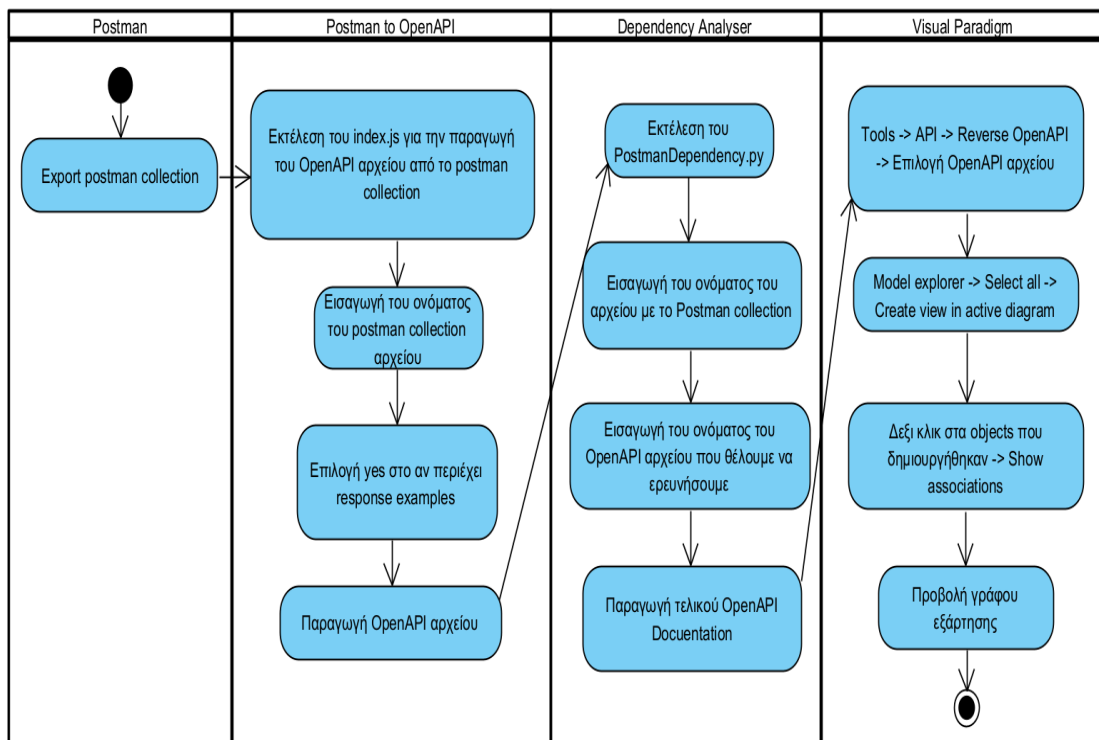 Postman
Postman to OpenAPI
Dependency Analyser
Visual Paradigm
Export postman collection
Εκτέλεση του index.js για την παραγωγή
του OpenAPI αρχείου από το postman
collection
Εισαγωγή του ονόματος
του postman collection
αρχείου
Επιλογή yes στο αν περιέχει
response examples
Παραγωγή OpenAPI αρχείου
Εκτέλεση του
PostmanDependency.py
Εισαγωγή του ονόματος του
αρχείου με το Postman collection
Εισαγωγή του ονόματος του
OpenAPI αρχείου που θέλουμε να
ερευνήσουμε
Παραγωγή τελικού OpenAPI
Docuentation
Tools -> API -> Reverse OpenAPI
-> Επιλογή OpenAPI αρχείου
Model explorer -> Select all ->
Create view in active diagram
Δεξι κλικ στα objects που
δημιουργήθηκαν -> Show
associations
Προβολή γράφου
εξάρτησης